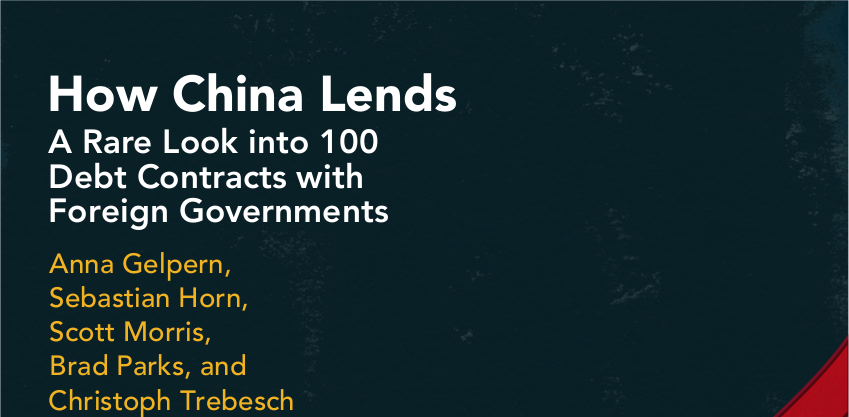 How China Lends
A Rare Look into 100
Debt Contracts with
Foreign Governments
Anna Gelpern,
Sebastian Horn,
Scott Morris,
Brad Parks, and
Christoph Trebesch